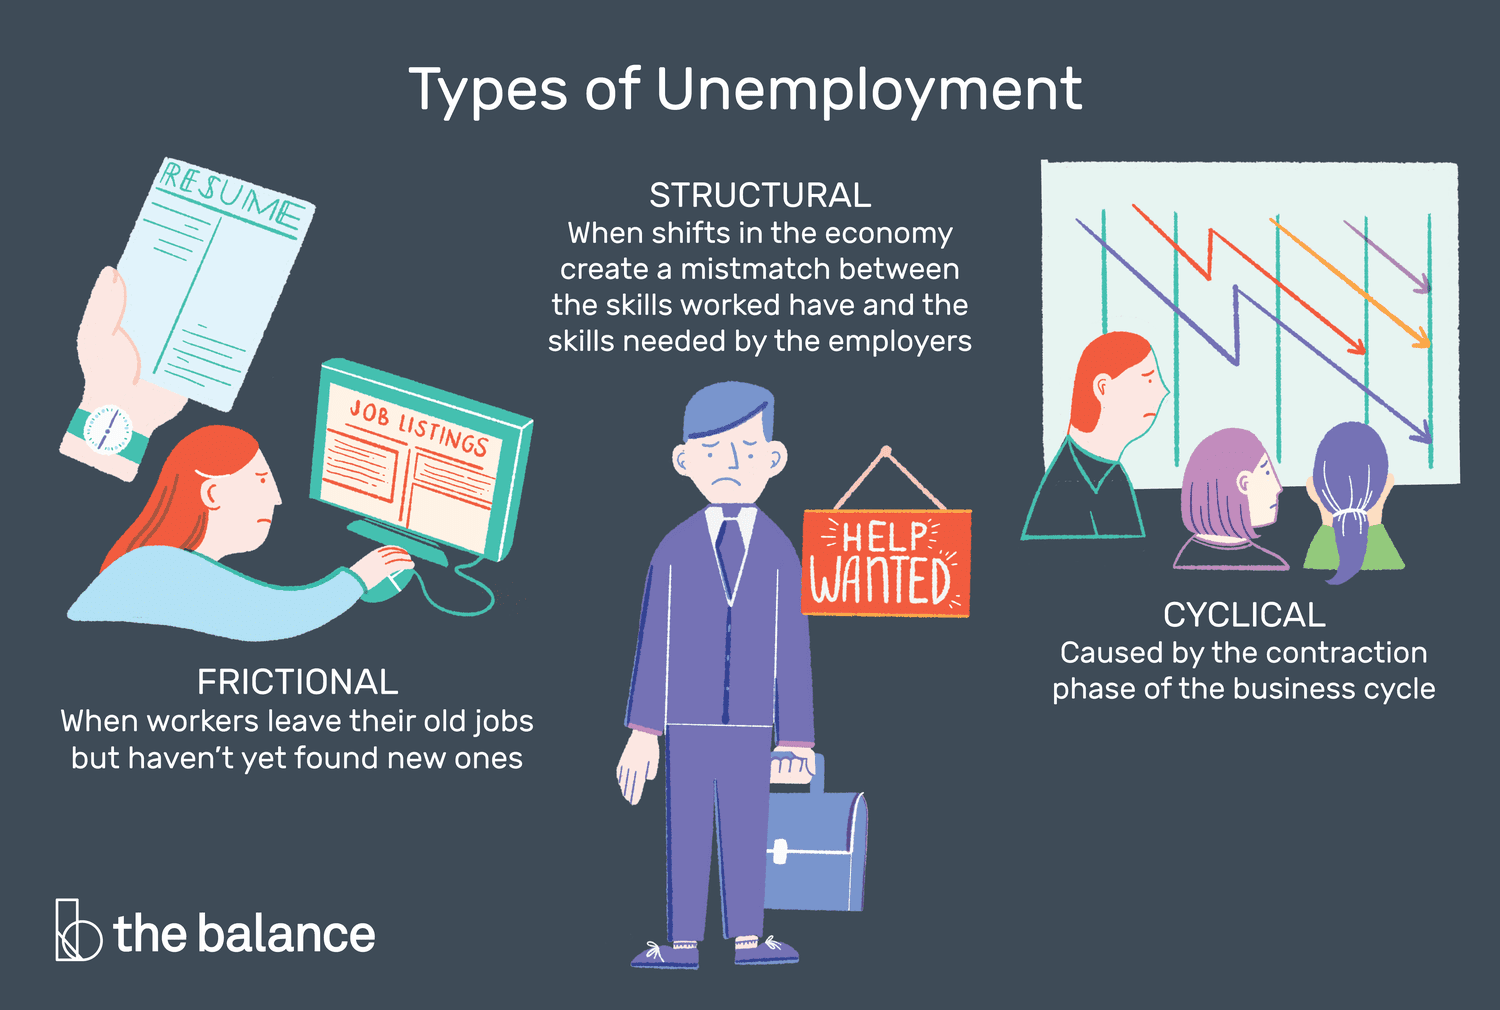 Types of Unemployment
RESUME
JOB LISTINGS
FRICTIONAL
When workers leave their old jobs
but haven't yet found new ones
STRUCTURAL
When shifts in the economy
create a mistmatch between
the skills worked have and the
skills needed by the employers
HELP
WANTED
CYCLICAL
Caused by the contraction
phase of the business cycle
the balance